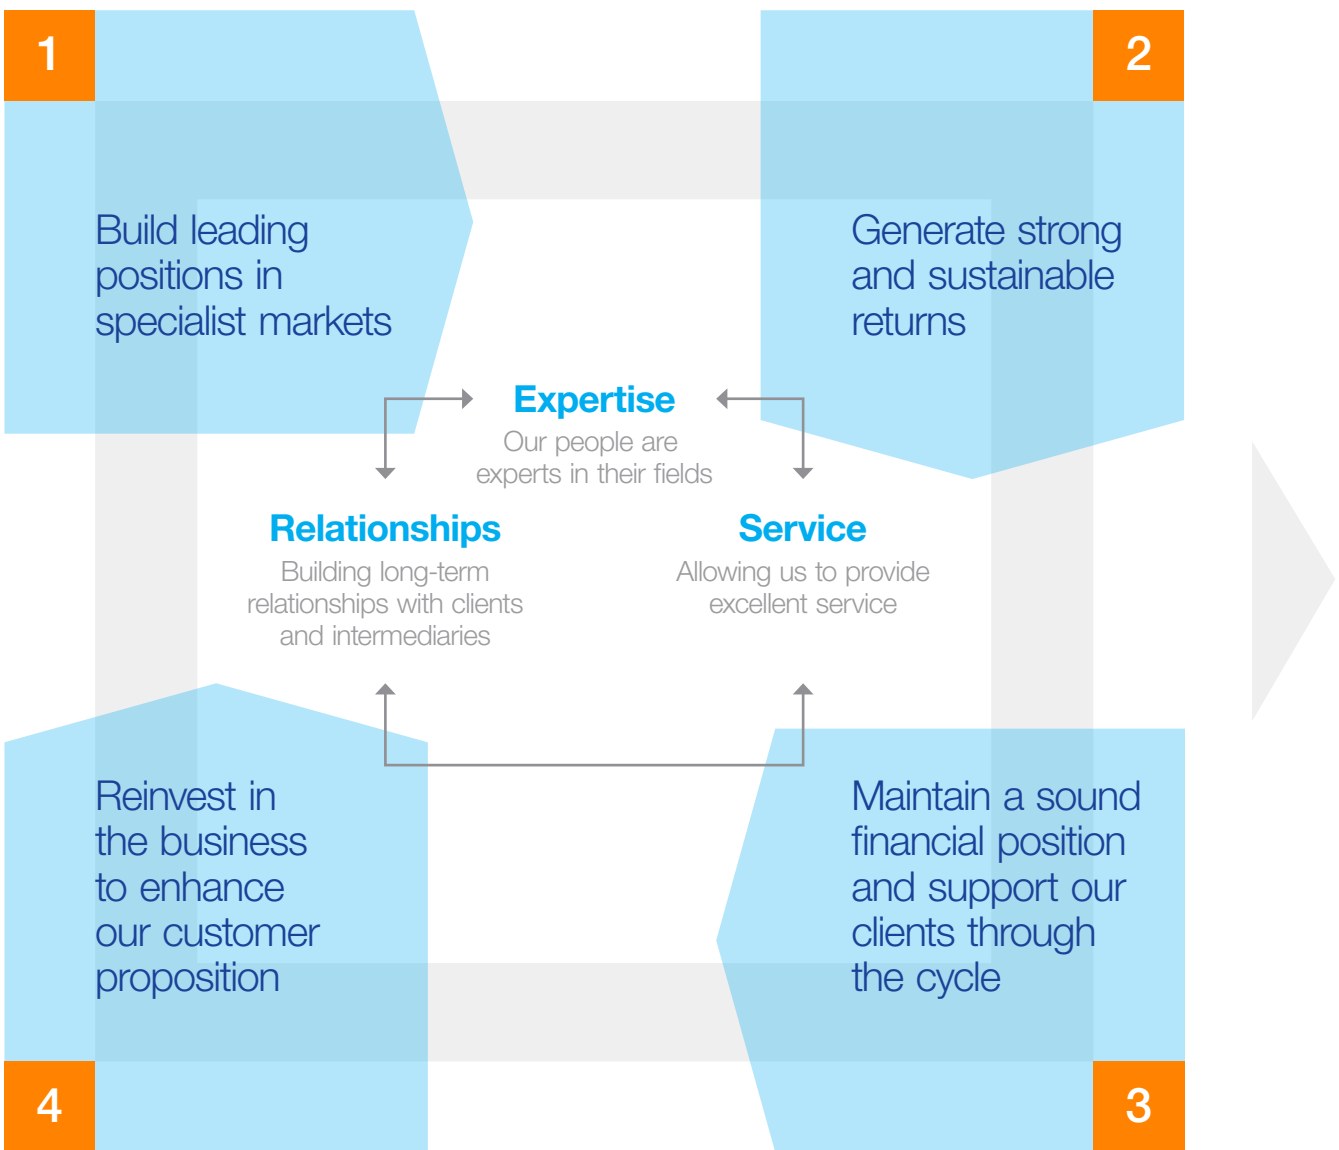 1
Build leading
positions in
specialist markets
2
Generate strong
and sustainable
returns
Expertise
Our people are
experts in their fields
Relationships
Building long-term
relationships with clients
and intermediaries
Service
Allowing us to provide
excellent service
3
Maintain a sound
financial position
and support our
clients through
the cycle
4
Reinvest in
the business
to enhance
our customer
proposition